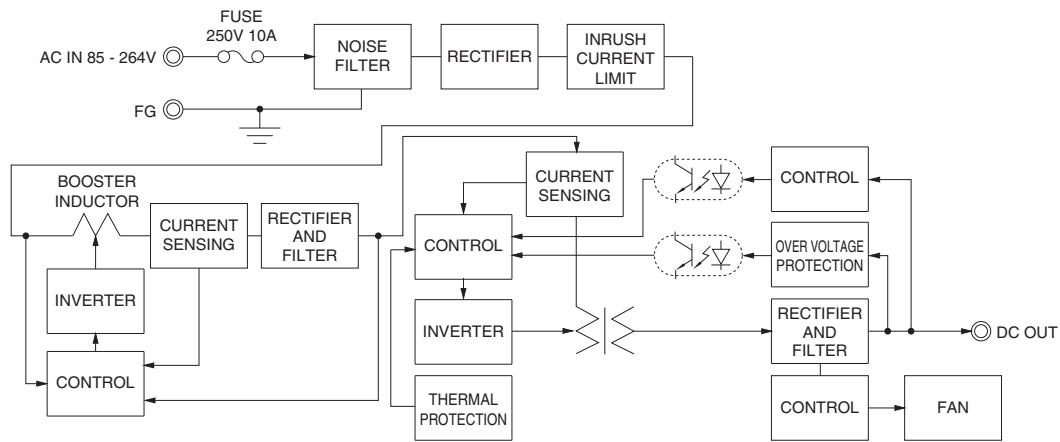 FUSE
250V 10A
AC IN 85 - 264V
NOISE
FILTER
RECTIFIER
INRUSH
CURRENT
LIMIT
FG
BOOSTER
INDUCTOR
CURRENT
SENSING
RECTIFIER
AND
FILTER
INVERTER
CONTROL
CURRENT
SENSING
CONTROL
INVERTER
THERMAL
PROTECTION
CONTROL
OVER VOLTAGE
PROTECTION
RECTIFIER
AND
FILTER
DC OUT
CONTROL
FAN